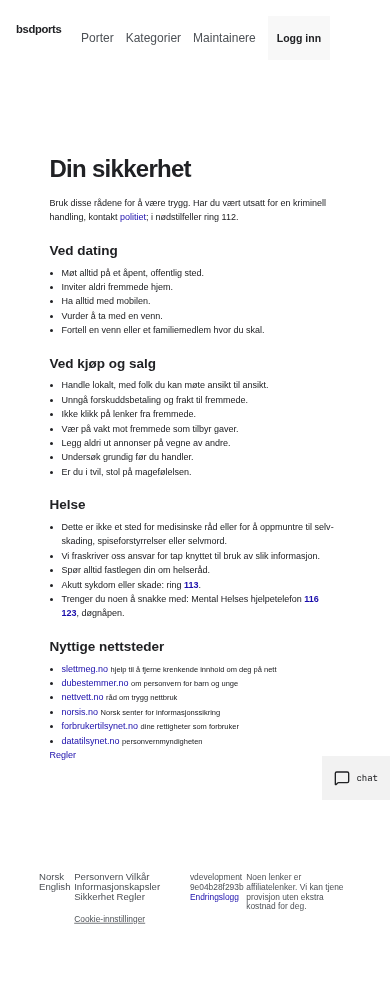 bsdports
Porter Kategorier Maintainere Logg inn
Din sikkerhet
Bruk disse rådene for å være trygg. Har du vært utsatt for en kriminell
handling, kontakt politiet; i nødstilfeller ring 112.
Ved dating
• Møt alltid på et åpent, offentlig sted.
• Inviter aldri fremmede hjem.
• Ha alltid med mobilen.
• Vurder å ta med en venn.
• Fortell en venn eller et familiemedlem hvor du skal.
Ved kjøp og salg
• Handle lokalt, med folk du kan møte ansikt til ansikt.
• Unngå forskuddsbetaling og frakt til fremmede.
• Ikke klikk på lenker fra fremmede.
• Vær på vakt mot fremmede som tilbyr gaver.
• Legg aldri ut annonser på vegne av andre.
• Undersøk grundig før du handler.
• Er du i tvil, stol på magefølelsen.
Helse
• Dette er ikke et sted for medisinske råd eller for å oppmuntre til selv-
skading, spiseforstyrrelser eller selvmord.
• Vi fraskriver oss ansvar for tap knyttet til bruk av slik informasjon.
• Spør alltid fastlegen din om helseråd.
• Akutt sykdom eller skade: ring 113.
• Trenger du noen å snakke med: Mental Helses hjelpetelefon 116
123, døgnåpen.
Nyttige nettsteder
• slettmeg.no hjelp til å fjerne krenkende innhold om deg på nett
• dubestemmer.no om personvern for barn og unge
• nettvett.no råd om trygg nettbruk
• norsis.no Norsk senter for informasjonssikring
• forbrukertilsynet.no dine rettigheter som forbruker
• datatilsynet.no personvernmyndigheten
Regler
chat
Norsk
English
Personvern Vilkår
Informasjonskapsler
Sikkerhet Regler
Cookie-innstillinger
vdevelopment
9e04b28f293b
Endringslogg
Noen lenker er
affiliatelenker. Vi kan tjene
provisjon uten ekstra
kostnad for deg.